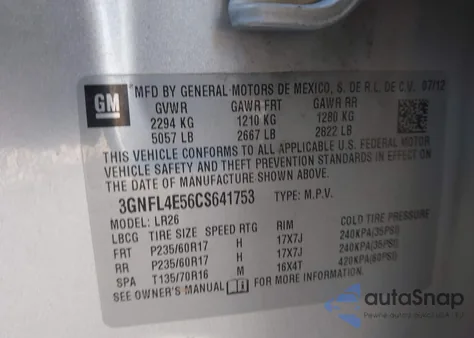 GM
MFD BY GENERAL MOTORS DE MEXICO, S. DE R.L. DE C.V. 07/12
GVWR GAWR FRT GAWR RR
2294 KG 1210 KG 1280 KG
5057 LB 2667 LB 2822 LB
THIS VEHICLE CONFORMS TO ALL APPLICABLE U.S. FEDERAL MOTOR
VEHICLE SAFETY AND THEFT PREVENTION STANDARDS IN EFFECT ON
THE DATE OF MANUFACTURE SHOWN ABOVE.
3GNFL4E56CS641753 TYPE: M.P.V.
MODEL: LR26
LBCG TIRE SIZE SPEED RTG RIM COLD TIRE PRESSURE
FRT P235/60R17 H 17X7J 240KPA(35PSI)
RR P235/60R17 H 17X7J 240KPA(35PSI)
SPA T135/70R16 M 16X4T 420KPA(60PSI)
SEE OWNER'S MANUAL FOR MORE INFORMATION.
autoSnap